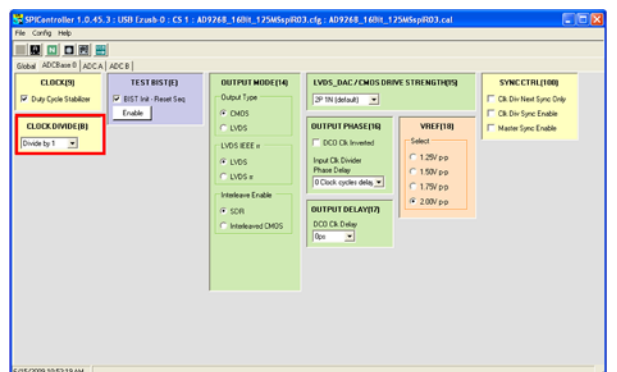 SPIController 1.0.45.3 : USB Ezusb-0 : CS 1 : AD9268_16Bit_125MSspiR03.cfg : AD9268_16Bit_125MSspiR03.cal
File Config Help
Global ADCBase 0 ADC A ADC B
CLOCK(9)
Duty Cycle Stabilizer
CLOCK DIVIDE(B)
Divide by 1
TEST BIST(E)
BIST Init - Reset Seq
Enable
OUTPUT MODE(14)
Output Type
CMOS
LVDS
LVDS IEEE
LVDS
LVDS
Interleave Enable
SDR
Interleaved CMOS
LVDS_DAC / CMOS DRIVE STRENGTH(15)
2P 1N (default)
OUTPUT PHASE(16)
DCO Clk Inverted
Input Clk Divider
Phase Delay
0 Clock cycles delay
OUTPUT DELAY(17)
DCO Clk Delay
0ps
VREF(18)
Select
1.25V p-p
1.50V p-p
1.75V p-p
2.00V p-p
SYNC CTRL(100)
Clk Div Next Sync Only
Clk Div Sync Enable
Master Sync Enable